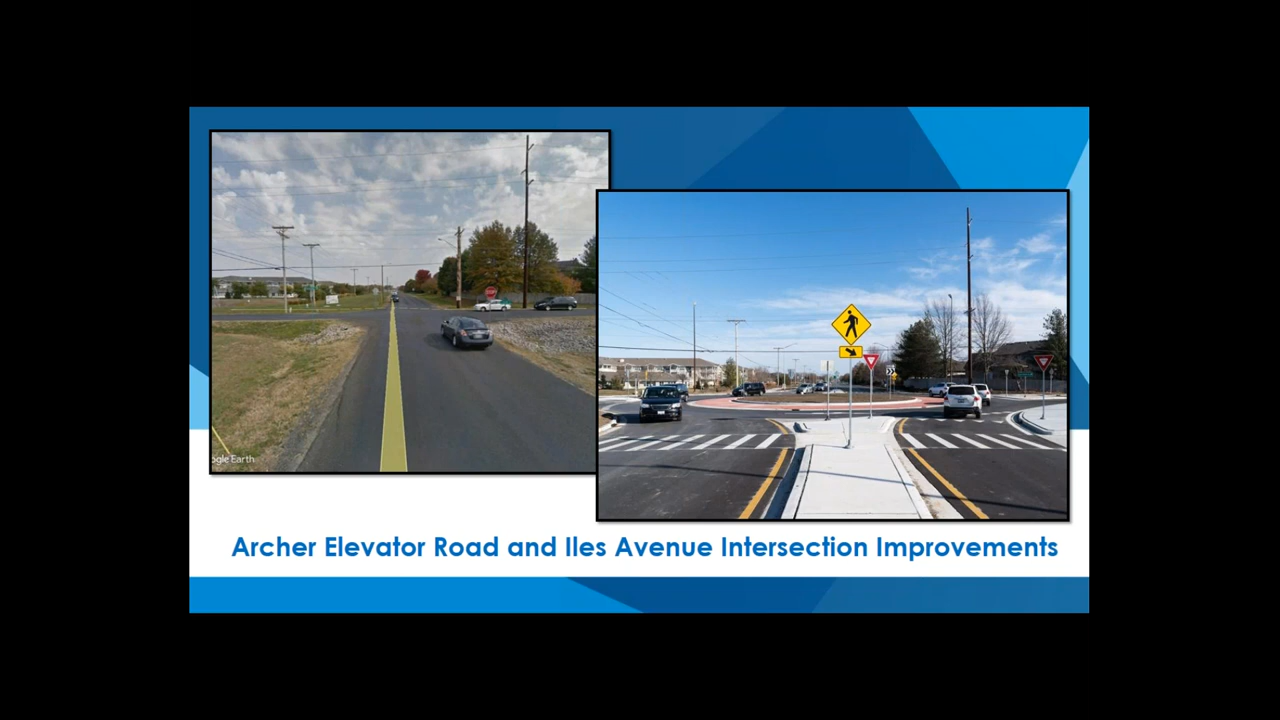 ogle Earth
Archer Elevator Road and Iles Avenue Intersection Improvements